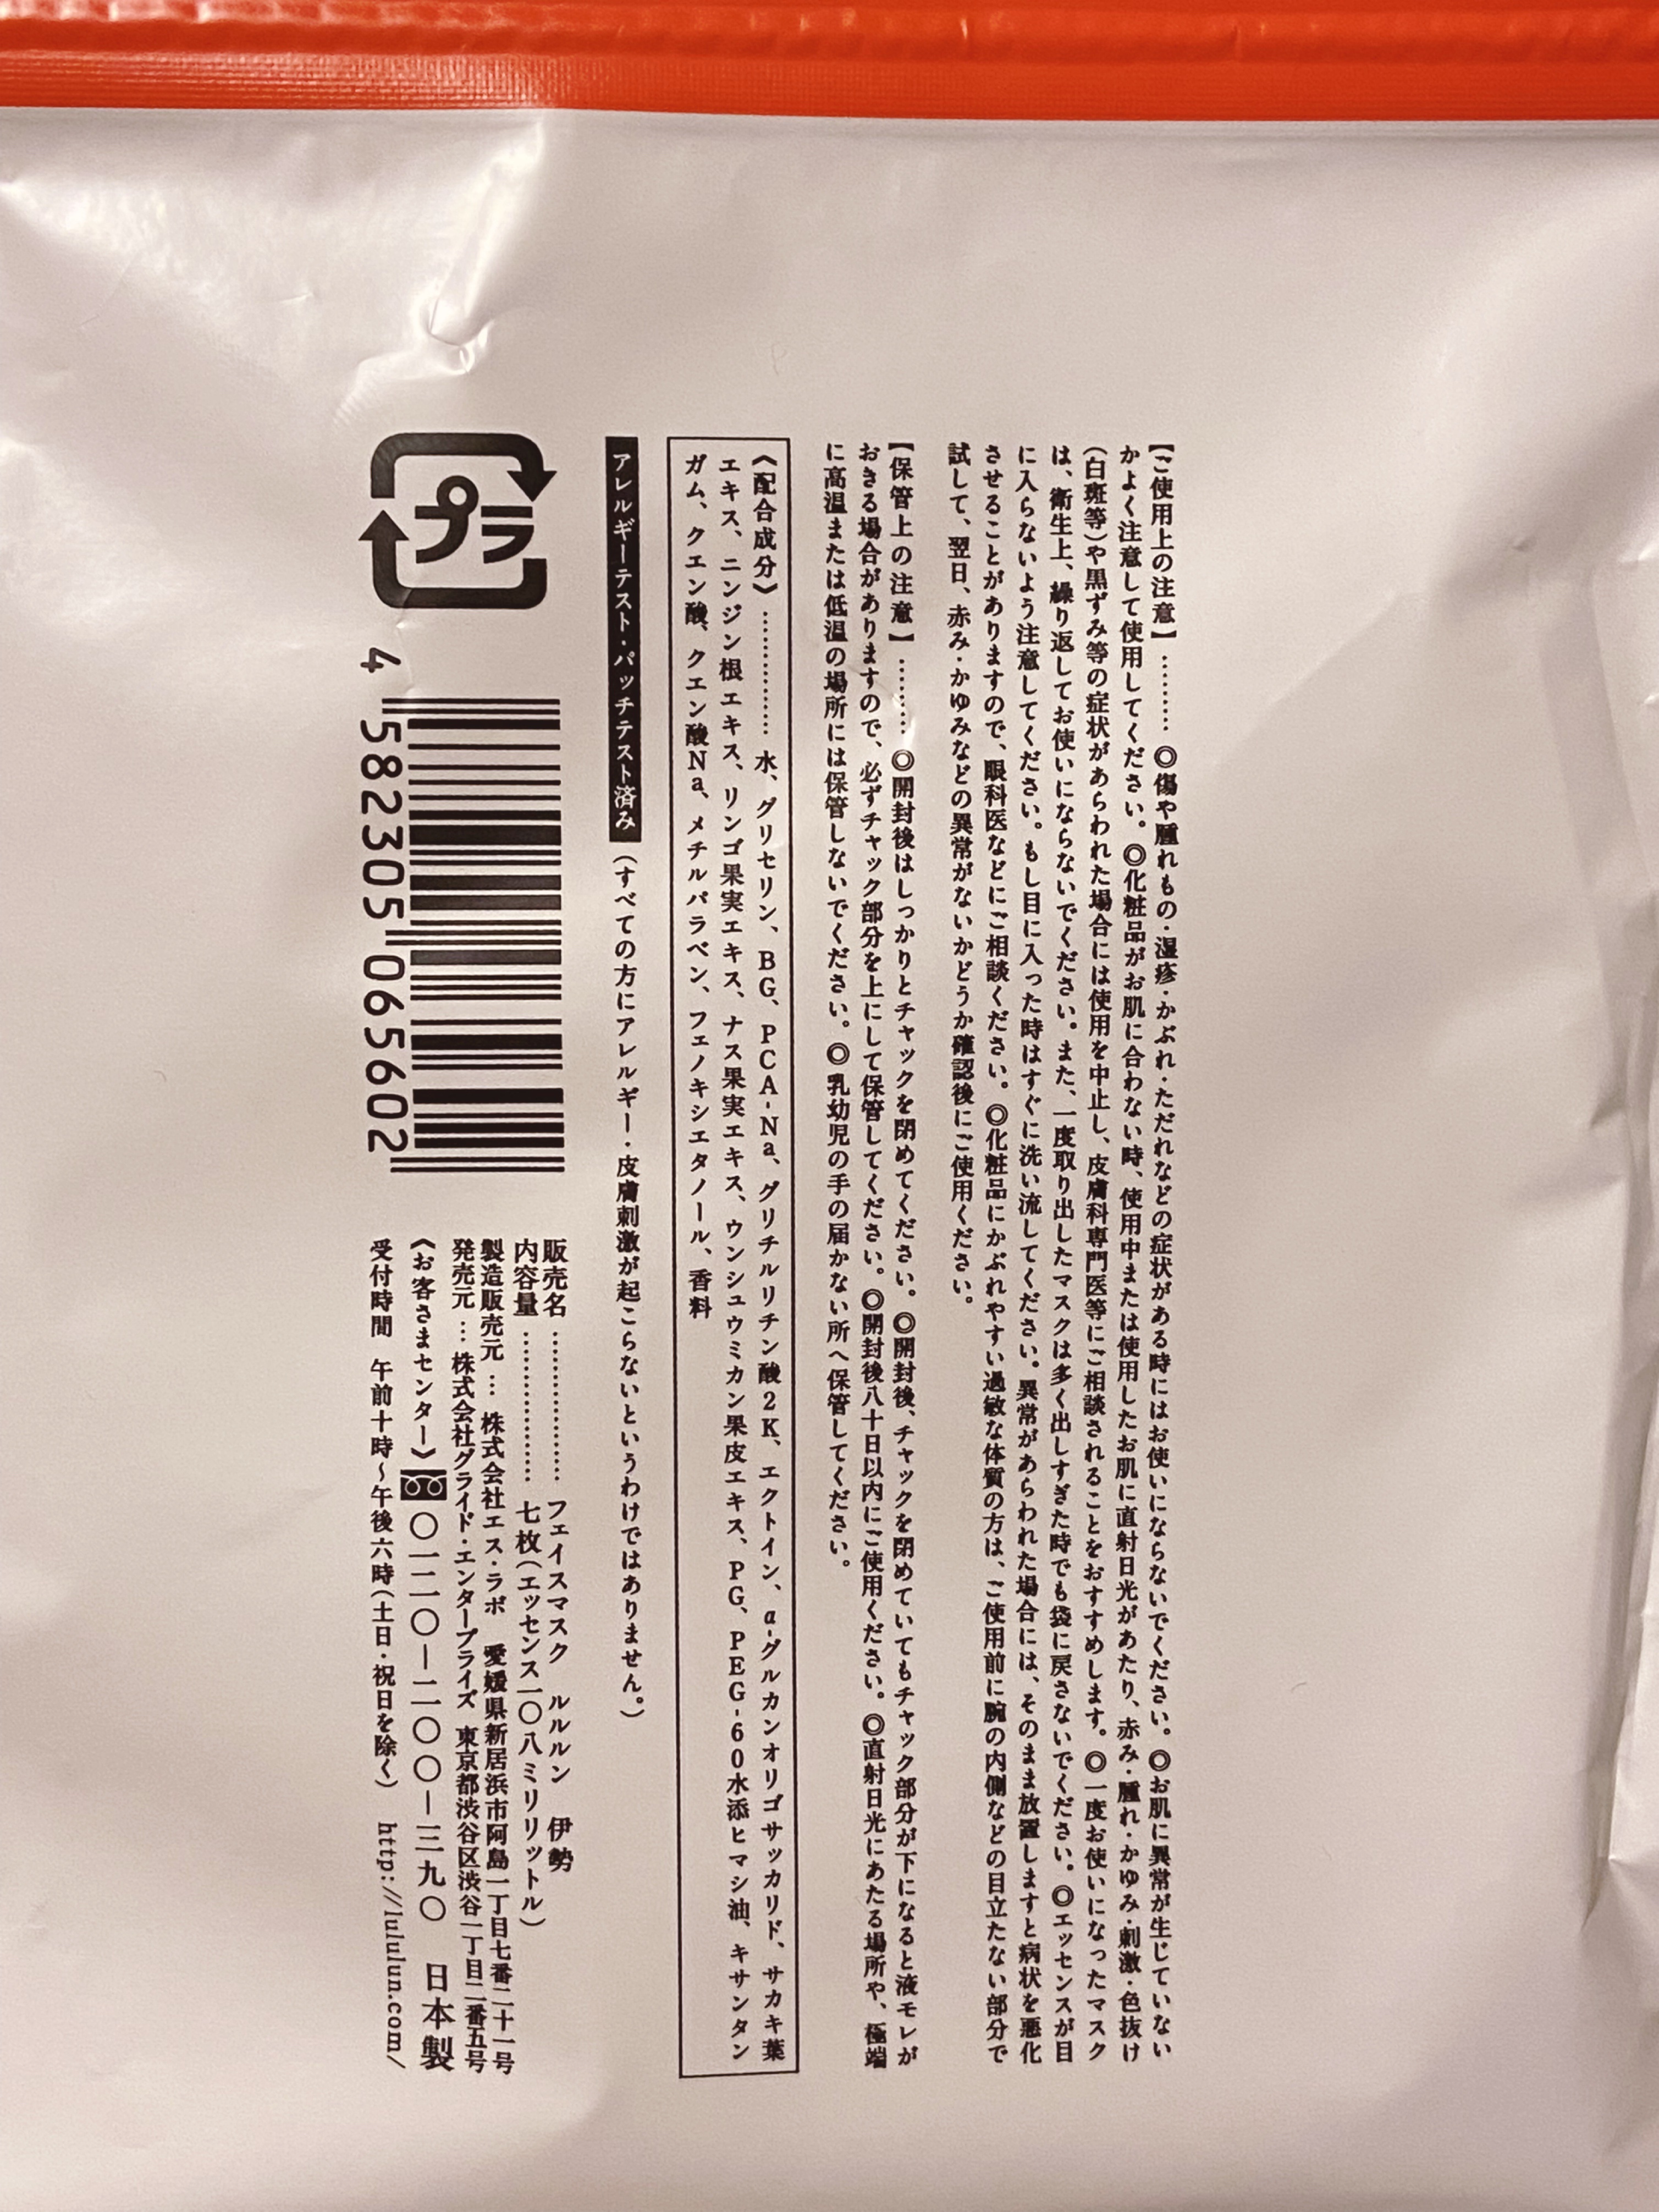 【ご使用上の注意】………◎傷や腫れもの・湿疹・かぶれ・ただれなどの症状がある時にはお使いにならないでください。◎お肌に異常が生じていない
かよく注意して使用してください。◎化粧品がお肌に合わない時、使用中または使用したお肌に直射日光があたり、赤み・腫れ・かゆみ・刺激・色抜け
（白斑等）や黒ずみ等の症状があらわれた場合には使用を中止し、皮膚科専門医等にご相談されることをおすすめします。◎一度お使いになったマスク
は、衛生上、繰り返してお使いにならないでください。また、一度取り出したマスクは多く出しすぎた時でも袋に戻さないでください。◎エッセンスが目
に入らないよう注意してください。もし目に入った時はすぐに洗い流してください。異常があらわれた場合には、そのまま放置しますと病状を悪化
させることがありますので、眼科医などにご相談ください。◎化粧品にかぶれやすい過敏な体質の方は、ご使用前に腕の内側などの目立たない部分で
試して、翌日、赤み・かゆみなどの異常がないかどうか確認後にご使用ください。
【保管上の注意】………◎開封後はしっかりとチャックを閉めてください。◎開封後、チャックを閉めていてもチャック部分が下になると液モレが
おきる場合がありますので、必ずチャック部分を上にして保管してください。◎開封後八十日以内にご使用ください。◎直射日光にあたる場所や、極端
に高温または低温の場所には保管しないでください。◎乳幼児の手の届かない所へ保管してください。
《配合成分》……………水、グリセリン、BG、PCA-Na、グリチルリチン酸2K、エクトイン、α-グルカンオリゴサッカリド、サカキ葉
エキス、ニンジン根エキス、リンゴ果実エキス、ナス果実エキス、ウンシュウミカン果皮エキス、PG、PEG-60水添ヒマシ油、キサンタン
ガム、クエン酸、クエン酸Na、メチルパラベン、フェノキシエタノール、香料
アレルギーテスト・パッチテスト済み（すべての方にアレルギー・皮膚刺激が起こらないというわけではありません。）
プラ
4 582305 065602
販売名………………フェイスマスク ルルルン 伊勢
内容量………………七枚（エッセンス一〇八ミリリットル）
製造販売元…株式会社エス・ラボ 愛媛県新居浜市阿島一丁目七番二十一号
発売元…株式会社グライド・エンタープライズ 東京都渋谷区渋谷一丁目二番五号
《お客さまセンター》〇一二〇―二〇〇―三九〇 日本製
受付時間 午前十時～午後六時（土日・祝日を除く） http://lululun.com/